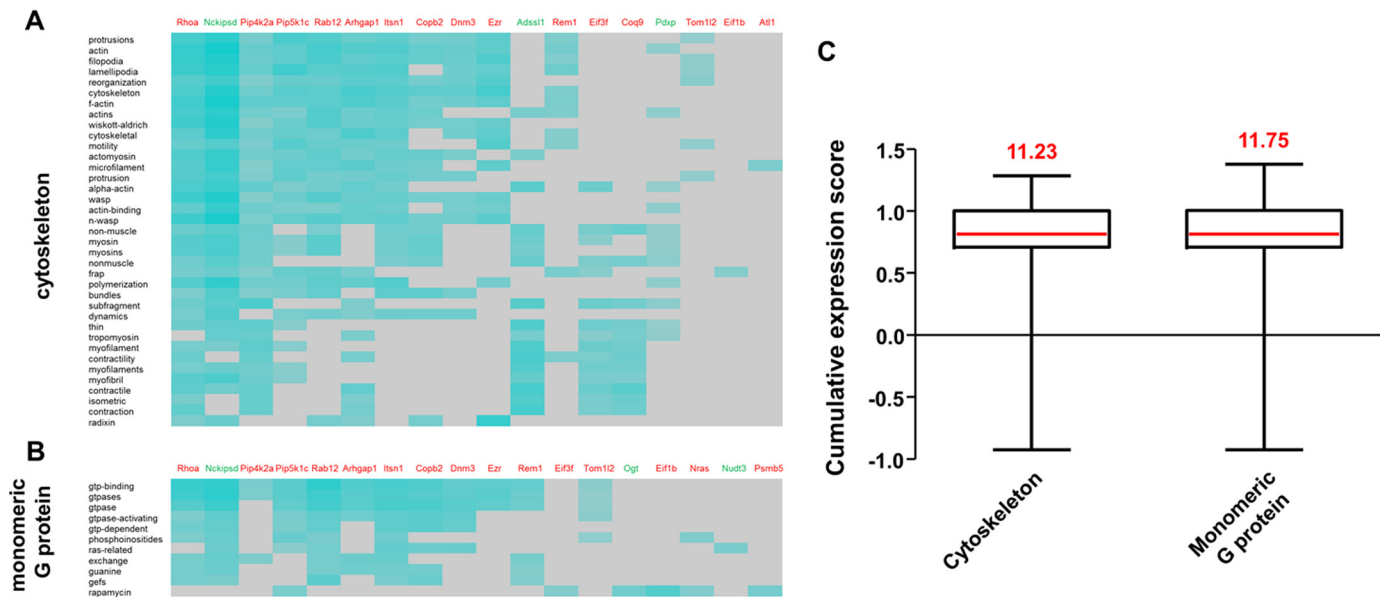 A
Rhoa Nckipsd Pip4k2a Pip5k1c Rab12 Arhgap1 Itsn1 Copb2 Dnm3 Ezr Adssl1 Rem1 Eif3f Coq9 Pdxp Tom1l2 Eif1b Atl1
cytoskeleton
protrusions
actin
filopodia
lamellipodia
reorganization
cytoskeleton
f-actin
actins
wiskott-aldrich
cytoskeletal
motility
actomyosin
microfilament
protrusion
alpha-actin
wasp
actin-binding
n-wasp
non-muscle
myosin
myosins
nonmuscle
frap
polymerization
bundles
subfragment
dynamics
thin
tropomyosin
myofilament
contractility
myofilaments
myofibril
contractile
isometric
contraction
radixin
B
Rhoa Nckipsd Pip4k2a Pip5k1c Rab12 Arhgap1 Itsn1 Copb2 Dnm3 Ezr Rem1 Eif3f Tom1l2 Ogt Eif1b Nras Nudt3 Psmb5
monomeric
G protein
gtp-binding
gtpases
gtpase
gtpase-activating
gtp-dependent
phosphoinositides
ras-related
exchange
guanine
gefs
rapamycin
C
Cumulative expression score
1.5
1.0
0.5
0.0
-0.5
-1.0
11.23
11.75
Cytoskeleton
Monomeric
G protein